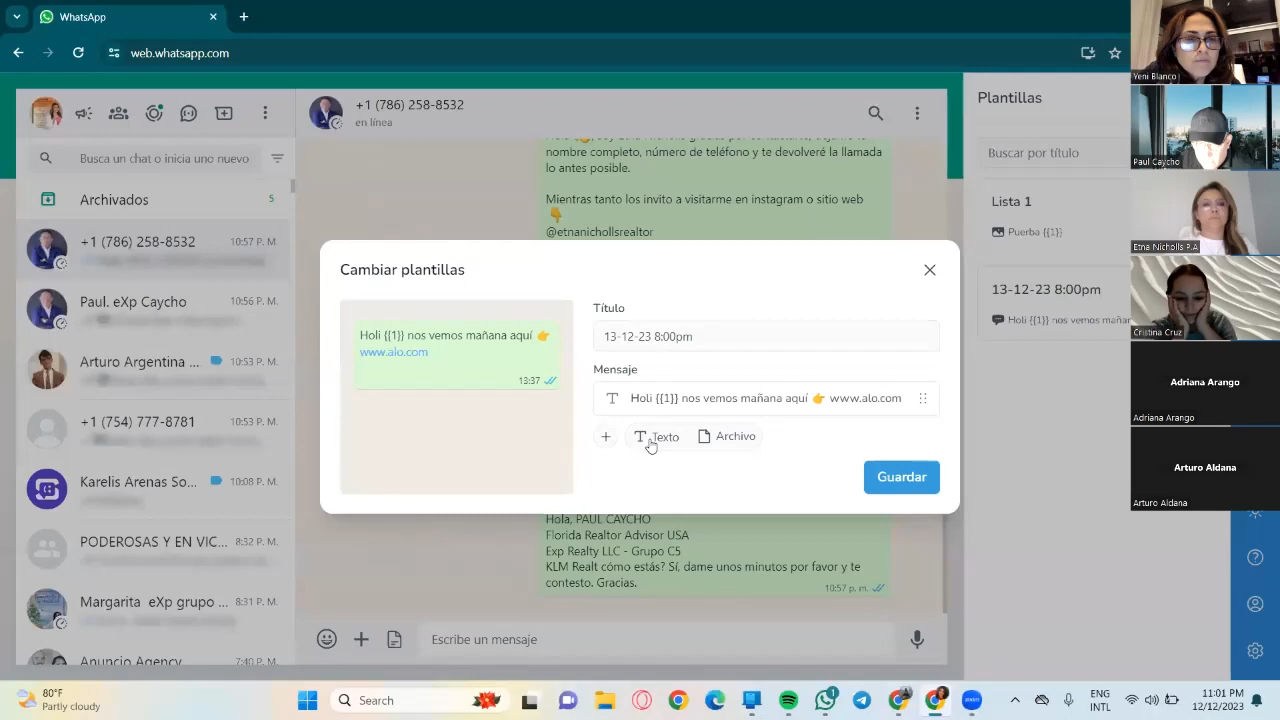 WhatsApp
web.whatsapp.com
+1 (786) 258-8532
en línea
Busca un chat o inicia uno nuevo
Archivados
5
+1 (786) 258-8532
10:57 P. M.
Paul. eXp Caycho
10:56 P. M.
Arturo Argentina ...
10:53 P. M.
+1 (754) 777-8781
10:53 P. M.
Karelis Arenas So...
10:08 P. M.
PODEROSAS Y EN VIC...
8:32 P. M.
Margarita eXp grupo ...
8:31 P. M.
Anuncio Agency
7:40 P. M.
nombre completo, número de teléfono y te devolveré la llamada
lo antes posible.
Mientras tanto los invito a visitarme en instagram o sitio web
👇
@etnanichollsrealtor
Cambiar plantillas
Holi {{1}} nos vemos mañana aquí 👉
www.alo.com
13:37
Título
13-12-23 8:00pm
Mensaje
Holi {{1}} nos vemos mañana aquí 👉 www.alo.com
Texto
Archivo
Guardar
Hola, PAUL CAYCHO
Florida Realtor Advisor USA
Exp Realty LLC - Grupo C5
KLM Realt cómo estás? Sí, dame unos minutos por favor y te
contesto. Gracias.
10:57 p. m.
Escribe un mensaje
Plantillas
Buscar por título
Lista 1
Puerba {{1}}
13-12-23 8:00pm
Holi {{1}} nos vemos mañan
Yeni Blanco
Paul Caycho
Etna Nicholls P.A
Cristina Cruz
Adriana Arango
Adriana Arango
Arturo Aldana
Arturo Aldana
80°F
Partly cloudy
Search
1
ENG
INTL
11:01 PM
12/12/2023